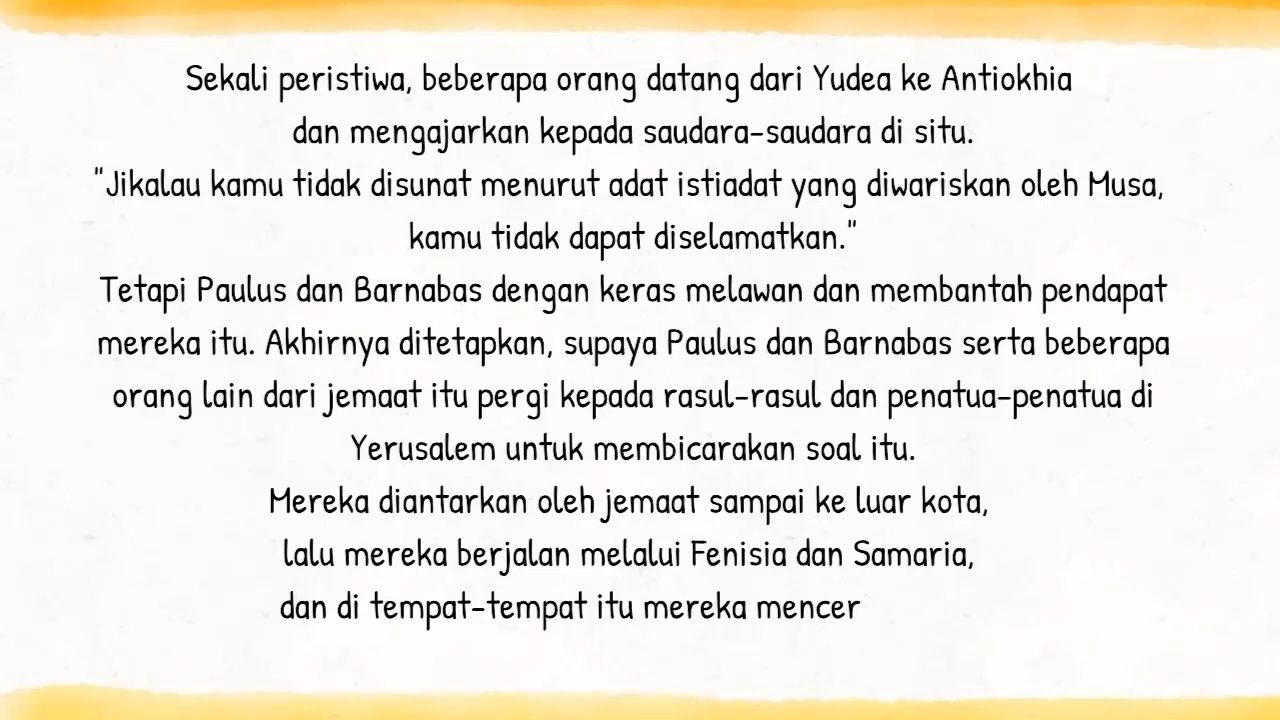 Sekali peristiwa, beberapa orang datang dari Yudea ke Antiokhia
dan mengajarkan kepada saudara-saudara di situ.
"Jikalau kamu tidak disunat menurut adat istiadat yang diwariskan oleh Musa,
kamu tidak dapat diselamatkan."
Tetapi Paulus dan Barnabas dengan keras melawan dan membantah pendapat
mereka itu. Akhirnya ditetapkan, supaya Paulus dan Barnabas serta beberapa
orang lain dari jemaat itu pergi kepada rasul-rasul dan penatua-penatua di
Yerusalem untuk membicarakan soal itu.
Mereka diantarkan oleh jemaat sampai ke luar kota,
lalu mereka berjalan melalui Fenisia dan Samaria,
dan di tempat-tempat itu mereka mencer